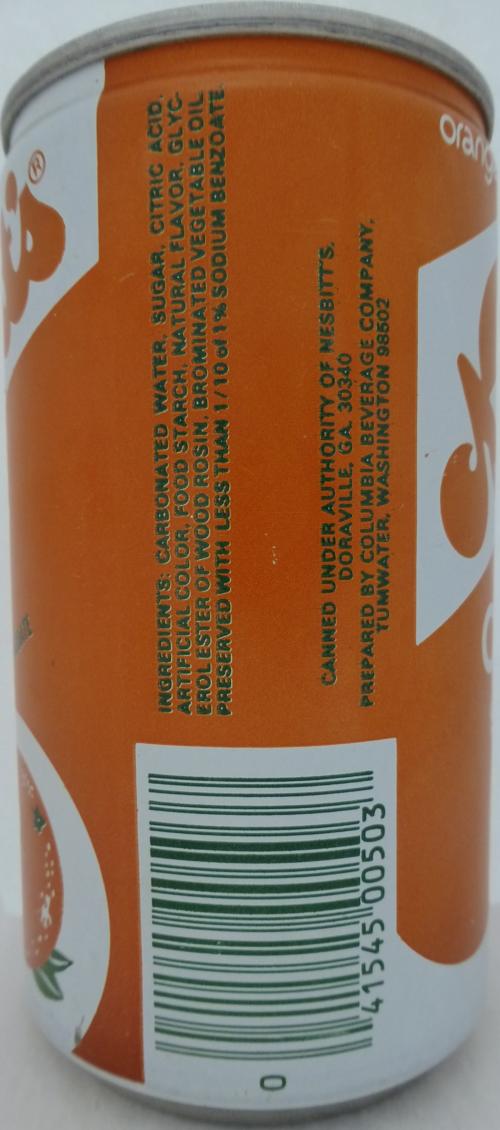 INGREDIENTS: CARBONATED WATER, SUGAR, CITRIC ACID,
ARTIFICIAL COLOR, FOOD STARCH, NATURAL FLAVOR, GLYC-
EROL ESTER OF WOOD ROSIN, BROMINATED VEGETABLE OIL.
PRESERVED WITH LESS THAN 1/10 of 1% SODIUM BENZOATE.
CANNED UNDER AUTHORITY OF NESBITT'S,
DORAVILLE, GA. 30340
PREPARED BY COLUMBIA BEVERAGE COMPANY,
TUMWATER, WASHINGTON 98502
41545 00503
0